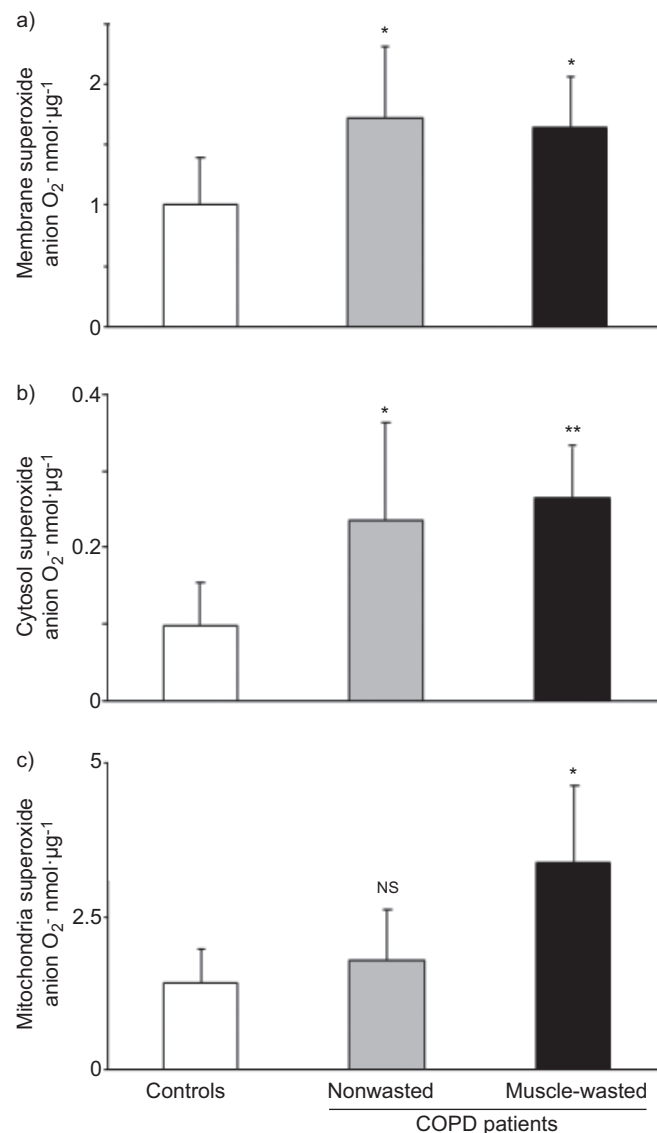 a)
Membrane superoxide
anion O₂⁻ nmol·µg⁻¹
2
1
0
*
*
b)
Cytosol superoxide
anion O₂⁻ nmol·µg⁻¹
0.4
0.2
0
*
**
c)
Mitochondria superoxide
anion O₂⁻ nmol·µg⁻¹
5
2.5
0
NS
*
Controls
Nonwasted
Muscle-wasted
COPD patients